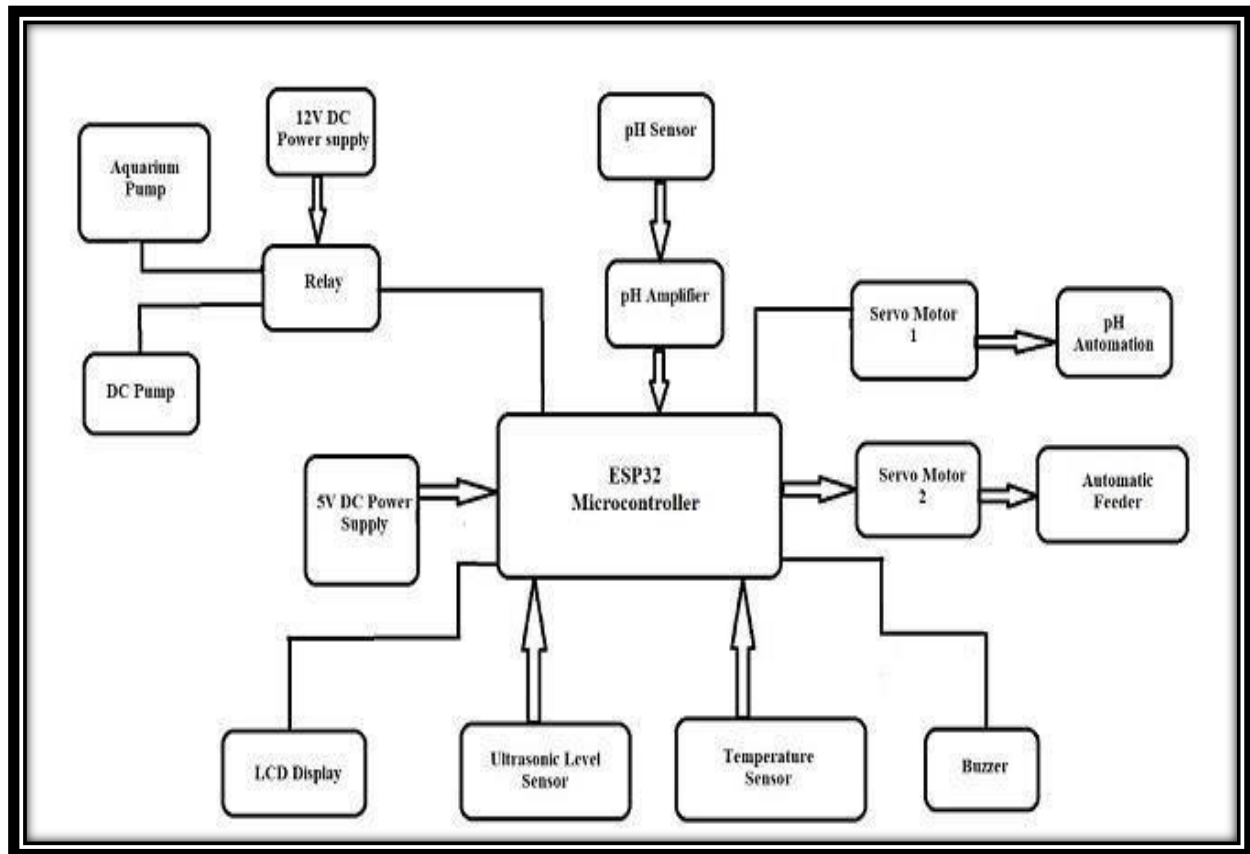 12V DC
Power supply
pH Sensor
Aquarium
Pump
Relay
pH Amplifier
Servo Motor
1
pH
Automation
DC Pump
ESP32
Microcontroller
5V DC Power
Supply
Servo Motor
2
Automatic
Feeder
LCD Display
Ultrasonic Level
Sensor
Temperature
Sensor
Buzzer